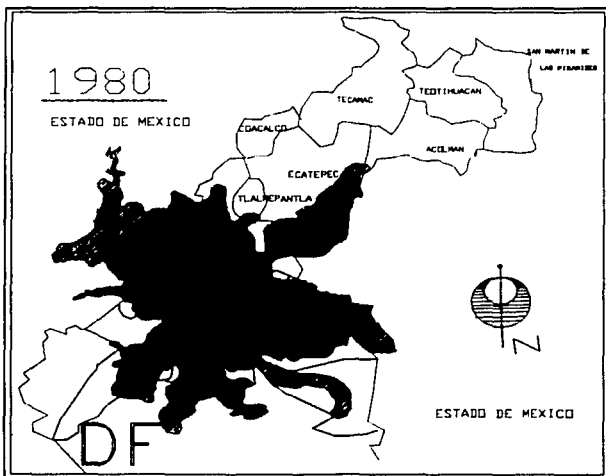 1980
ESTADO DE MEXICO
SAN MARTIN DE
LAS PIRAMIDES
TECAMAC
TEOTIHUACAN
COACALCO
ACOLMAN
ECATEPEC
TLALNEPANTLA
N
ESTADO DE MEXICO
DF